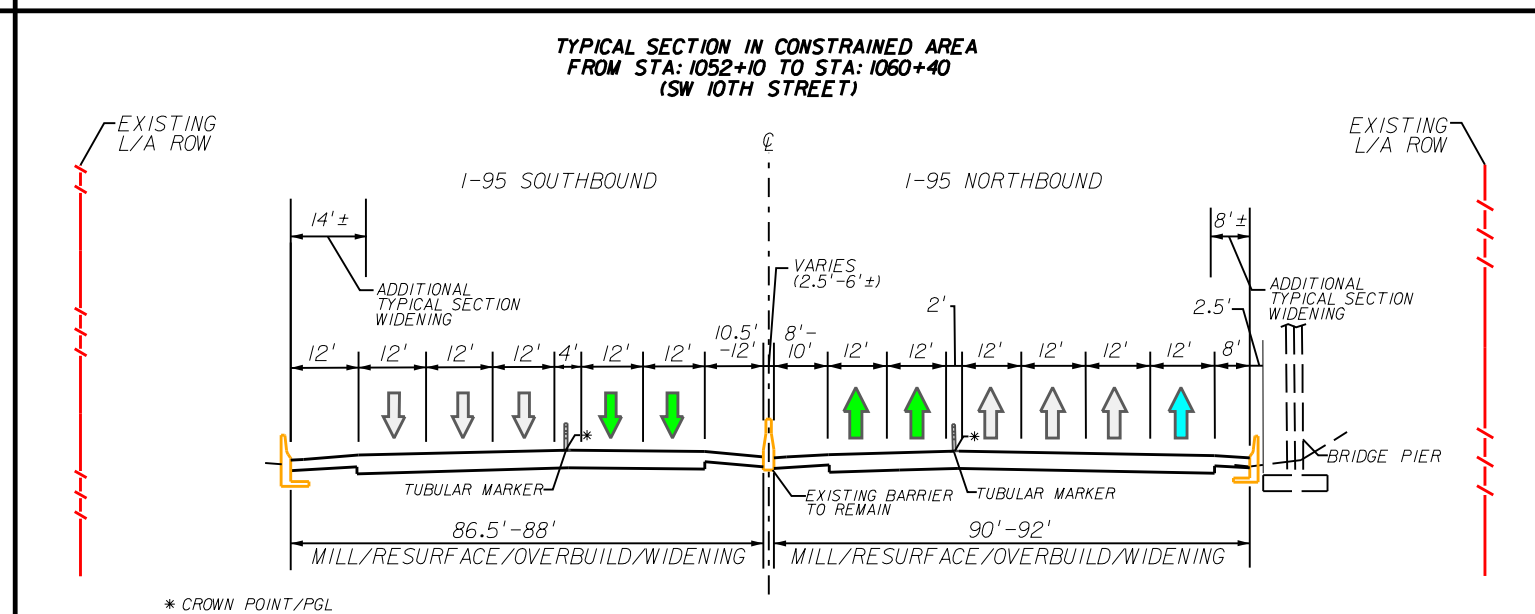 TYPICAL SECTION IN CONSTRAINED AREA
FROM STA: 1052+10 TO STA: 1060+40
(SW 10TH STREET)
EXISTING
L/A ROW
EXISTING
L/A ROW
℄
I-95 SOUTHBOUND
I-95 NORTHBOUND
14'±
8'±
ADDITIONAL
TYPICAL SECTION
WIDENING
VARIES
(2.5'-6'±)
ADDITIONAL
TYPICAL SECTION
WIDENING
2'
2.5'
12'
12'
12'
12'
4'
12'
12'
10.5'
-12'
8'-
10'
12'
12'
12'
12'
12'
12'
8'
*
*
TUBULAR MARKER
EXISTING BARRIER
TO REMAIN
TUBULAR MARKER
BRIDGE PIER
86.5'-88'
MILL/RESURFACE/OVERBUILD/WIDENING
90'-92'
MILL/RESURFACE/OVERBUILD/WIDENING
* CROWN POINT/PGL